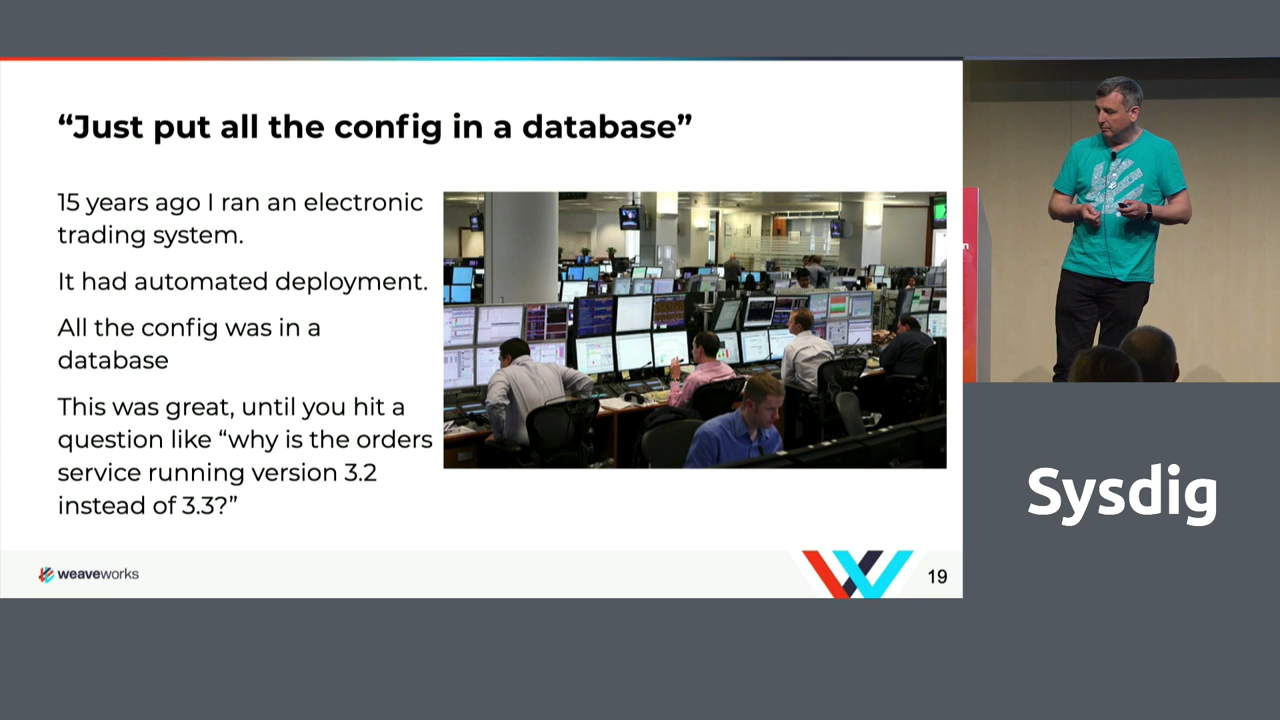 “Just put all the config in a database”
15 years ago I ran an electronic
trading system.
It had automated deployment.
All the config was in a
database
This was great, until you hit a
question like “why is the orders
service running version 3.2
instead of 3.3?”
weaveworks
19
n
Sysdig